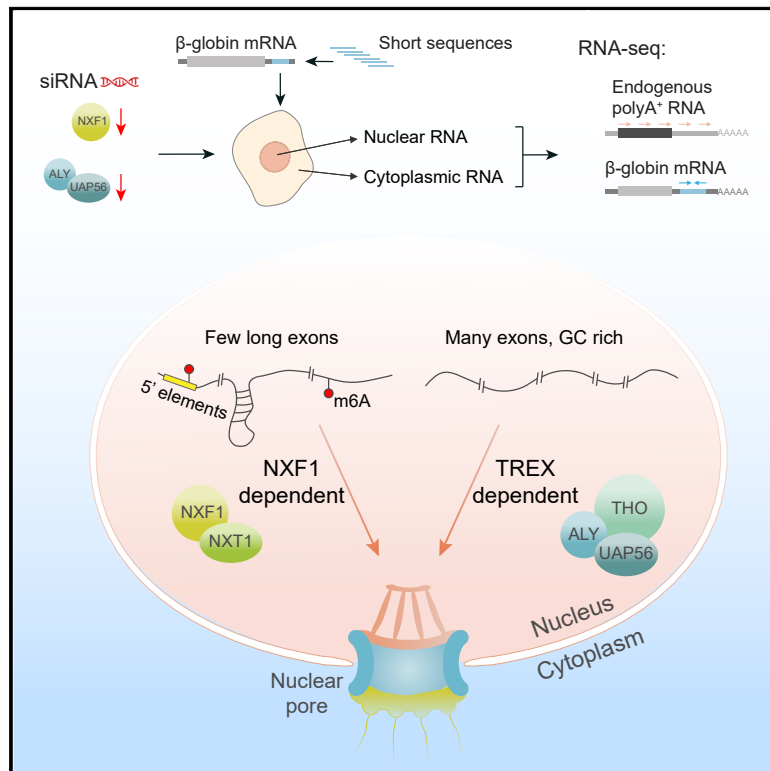 β-globin mRNA
Short sequences
RNA-seq:
siRNA
NXF1
ALY
UAP56
Nuclear RNA
Cytoplasmic RNA
Endogenous
polyA⁺ RNA
AAAAA
β-globin mRNA
AAAAA
Few long exons
Many exons, GC rich
5' elements
m6A
NXF1
dependent
TREX
dependent
NXF1
NXT1
THO
ALY
UAP56
Nucleus
Cytoplasm
Nuclear
pore